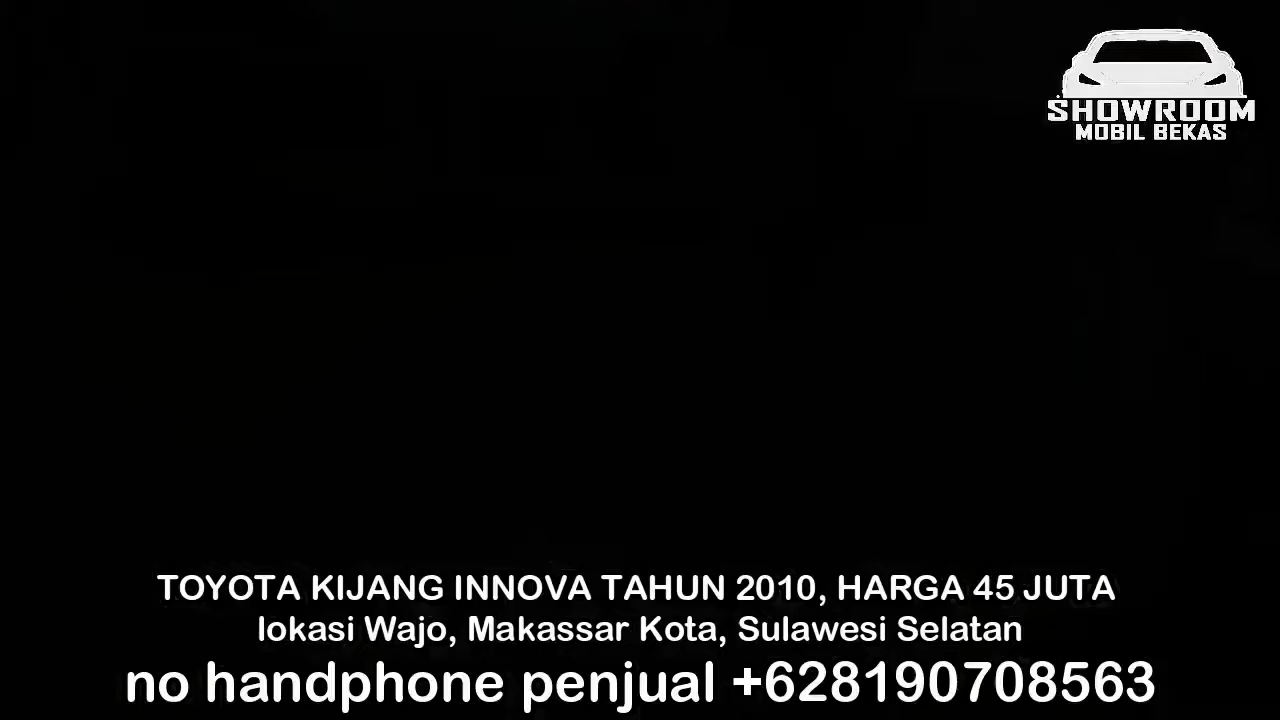 SHOWROOM
MOBIL BEKAS
TOYOTA KIJANG INNOVA TAHUN 2010, HARGA 45 JUTA
lokasi Wajo, Makassar Kota, Sulawesi Selatan
no handphone penjual +628190708563